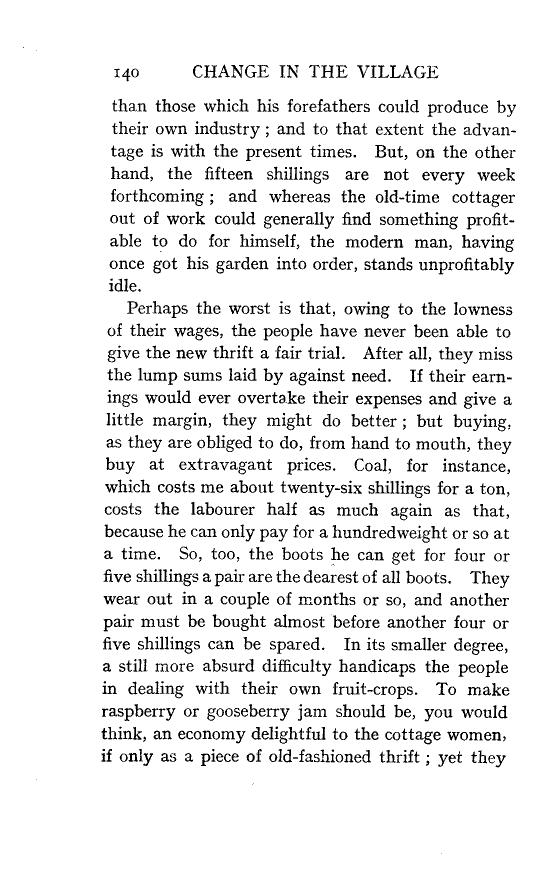 140 CHANGE IN THE VILLAGE
than those which his forefathers could produce by
their own industry ; and to that extent the advan-
tage is with the present times. But, on the other
hand, the fifteen shillings are not every week
forthcoming ; and whereas the old-time cottager
out of work could generally find something profit-
able to do for himself, the modern man, having
once got his garden into order, stands unprofitably
idle.
Perhaps the worst is that, owing to the lowness
of their wages, the people have never been able to
give the new thrift a fair trial. After all, they miss
the lump sums laid by against need. If their earn-
ings would ever overtake their expenses and give a
little margin, they might do better ; but buying,
as they are obliged to do, from hand to mouth, they
buy at extravagant prices. Coal, for instance,
which costs me about twenty-six shillings for a ton,
costs the labourer half as much again as that,
because he can only pay for a hundredweight or so at
a time. So, too, the boots he can get for four or
five shillings a pair are the dearest of all boots. They
wear out in a couple of months or so, and another
pair must be bought almost before another four or
five shillings can be spared. In its smaller degree,
a still more absurd difficulty handicaps the people
in dealing with their own fruit-crops. To make
raspberry or gooseberry jam should be, you would
think, an economy delightful to the cottage women,
if only as a piece of old-fashioned thrift ; yet they